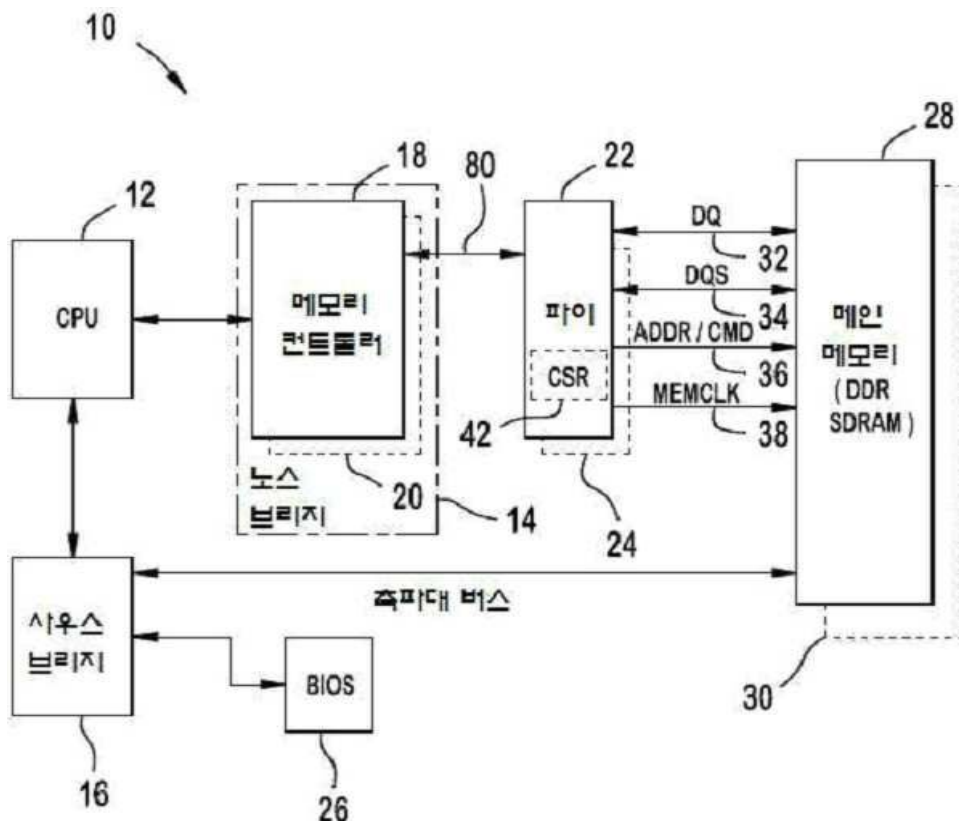 10
28
18
80
22
12
DQ
32
CPU
메모리
컨트롤러
DQS
34
파이
메인
메모리
( DDR
SDRAM )
ADDR / CMD
36
CSR
MEMCLK
38
42
노스
브리지
20
14
24
측파대 버스
사우스
브리지
BIOS
30
16
26